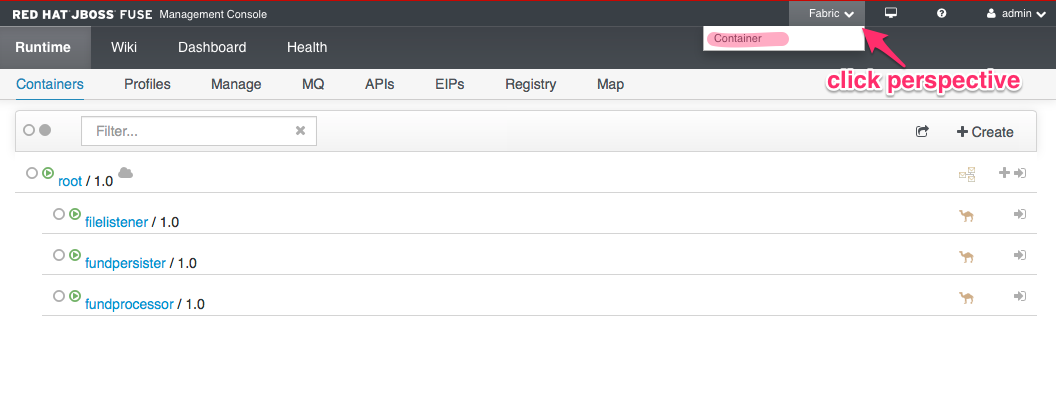 RED HAT JBOSS FUSE Management Console Fabric admin
Container
Runtime Wiki Dashboard Health
click perspective
Containers Profiles Manage MQ APIs EIPs Registry Map
Filter... Create
root / 1.0
filelistener / 1.0
fundpersister / 1.0
fundprocessor / 1.0